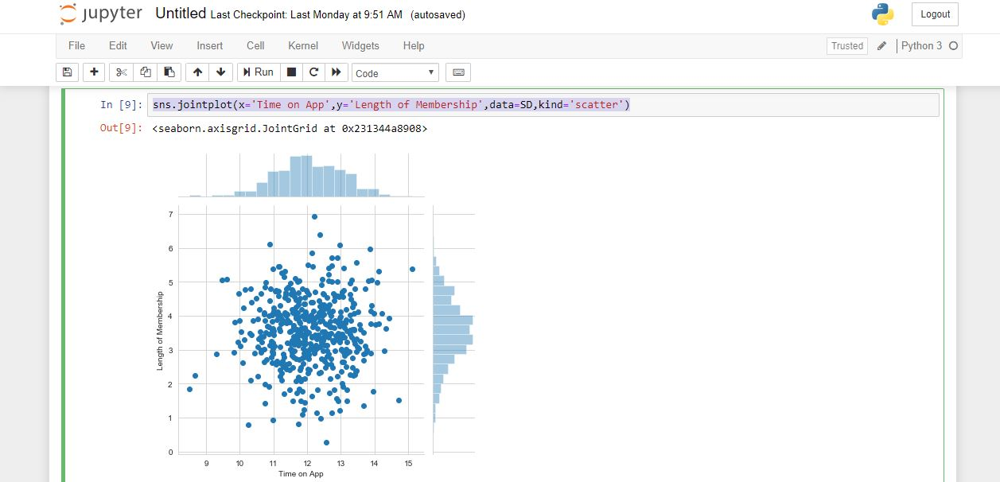 jupyter Untitled Last Checkpoint: Last Monday at 9:51 AM (autosaved) Logout
File Edit View Insert Cell Kernel Widgets Help Trusted Python 3
Run Code
In [9]: sns.jointplot(x='Time on App',y='Length of Membership',data=SD,kind='scatter')
Out[9]: <seaborn.axisgrid.JointGrid at 0x231344a8908>
7
6
5
4
3
2
1
0
Length of Membership
9 10 11 12 13 14 15
Time on App